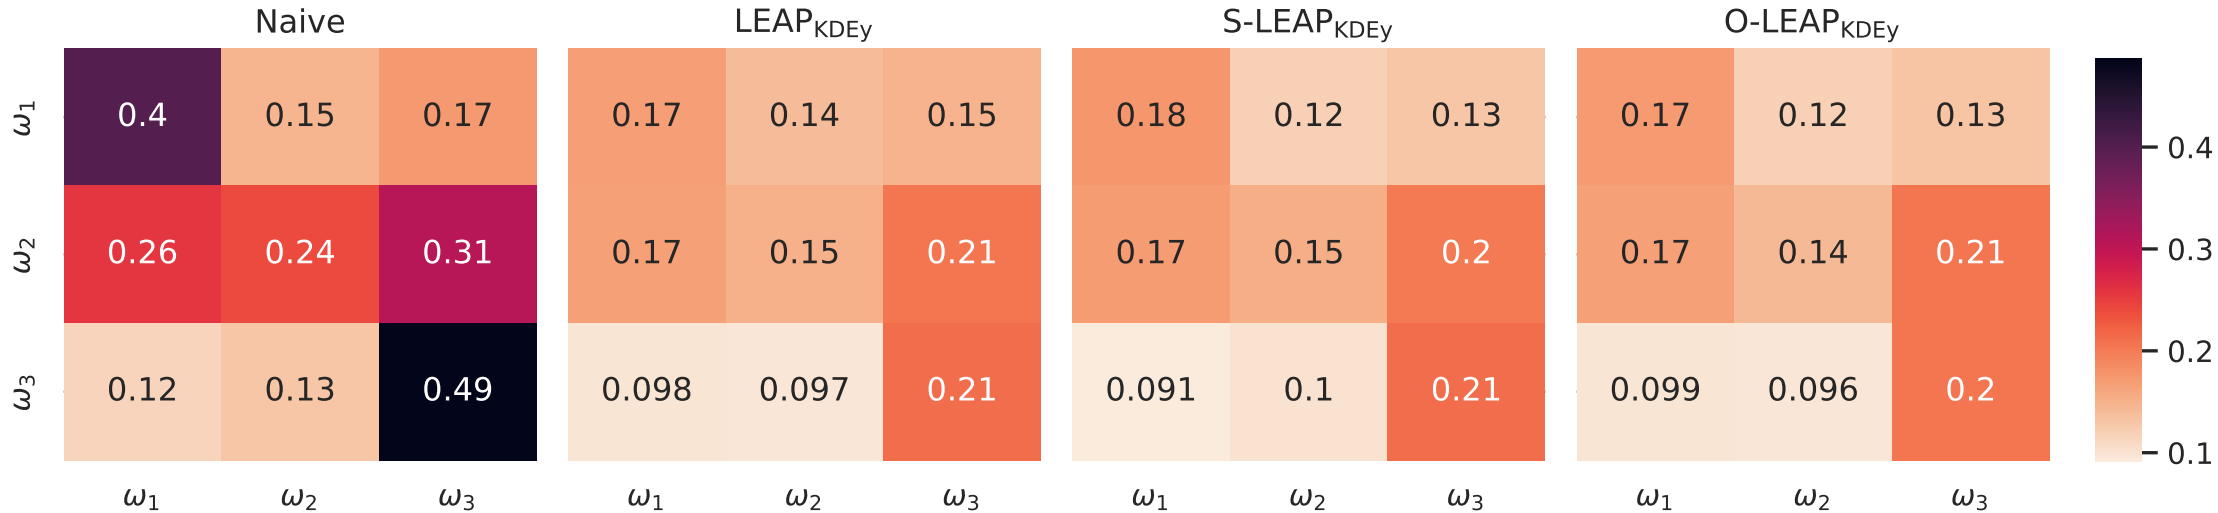 Naive LEAP_KDEy S-LEAP_KDEy O-LEAP_KDEy
ω₁ 0.4 0.15 0.17 0.17 0.14 0.15 0.18 0.12 0.13 0.17 0.12 0.13
0.4
ω₂ 0.26 0.24 0.31 0.17 0.15 0.21 0.17 0.15 0.2 0.17 0.14 0.21
0.3
0.2
ω₃ 0.12 0.13 0.49 0.098 0.097 0.21 0.091 0.1 0.21 0.099 0.096 0.2
0.1
ω₁ ω₂ ω₃ ω₁ ω₂ ω₃ ω₁ ω₂ ω₃ ω₁ ω₂ ω₃